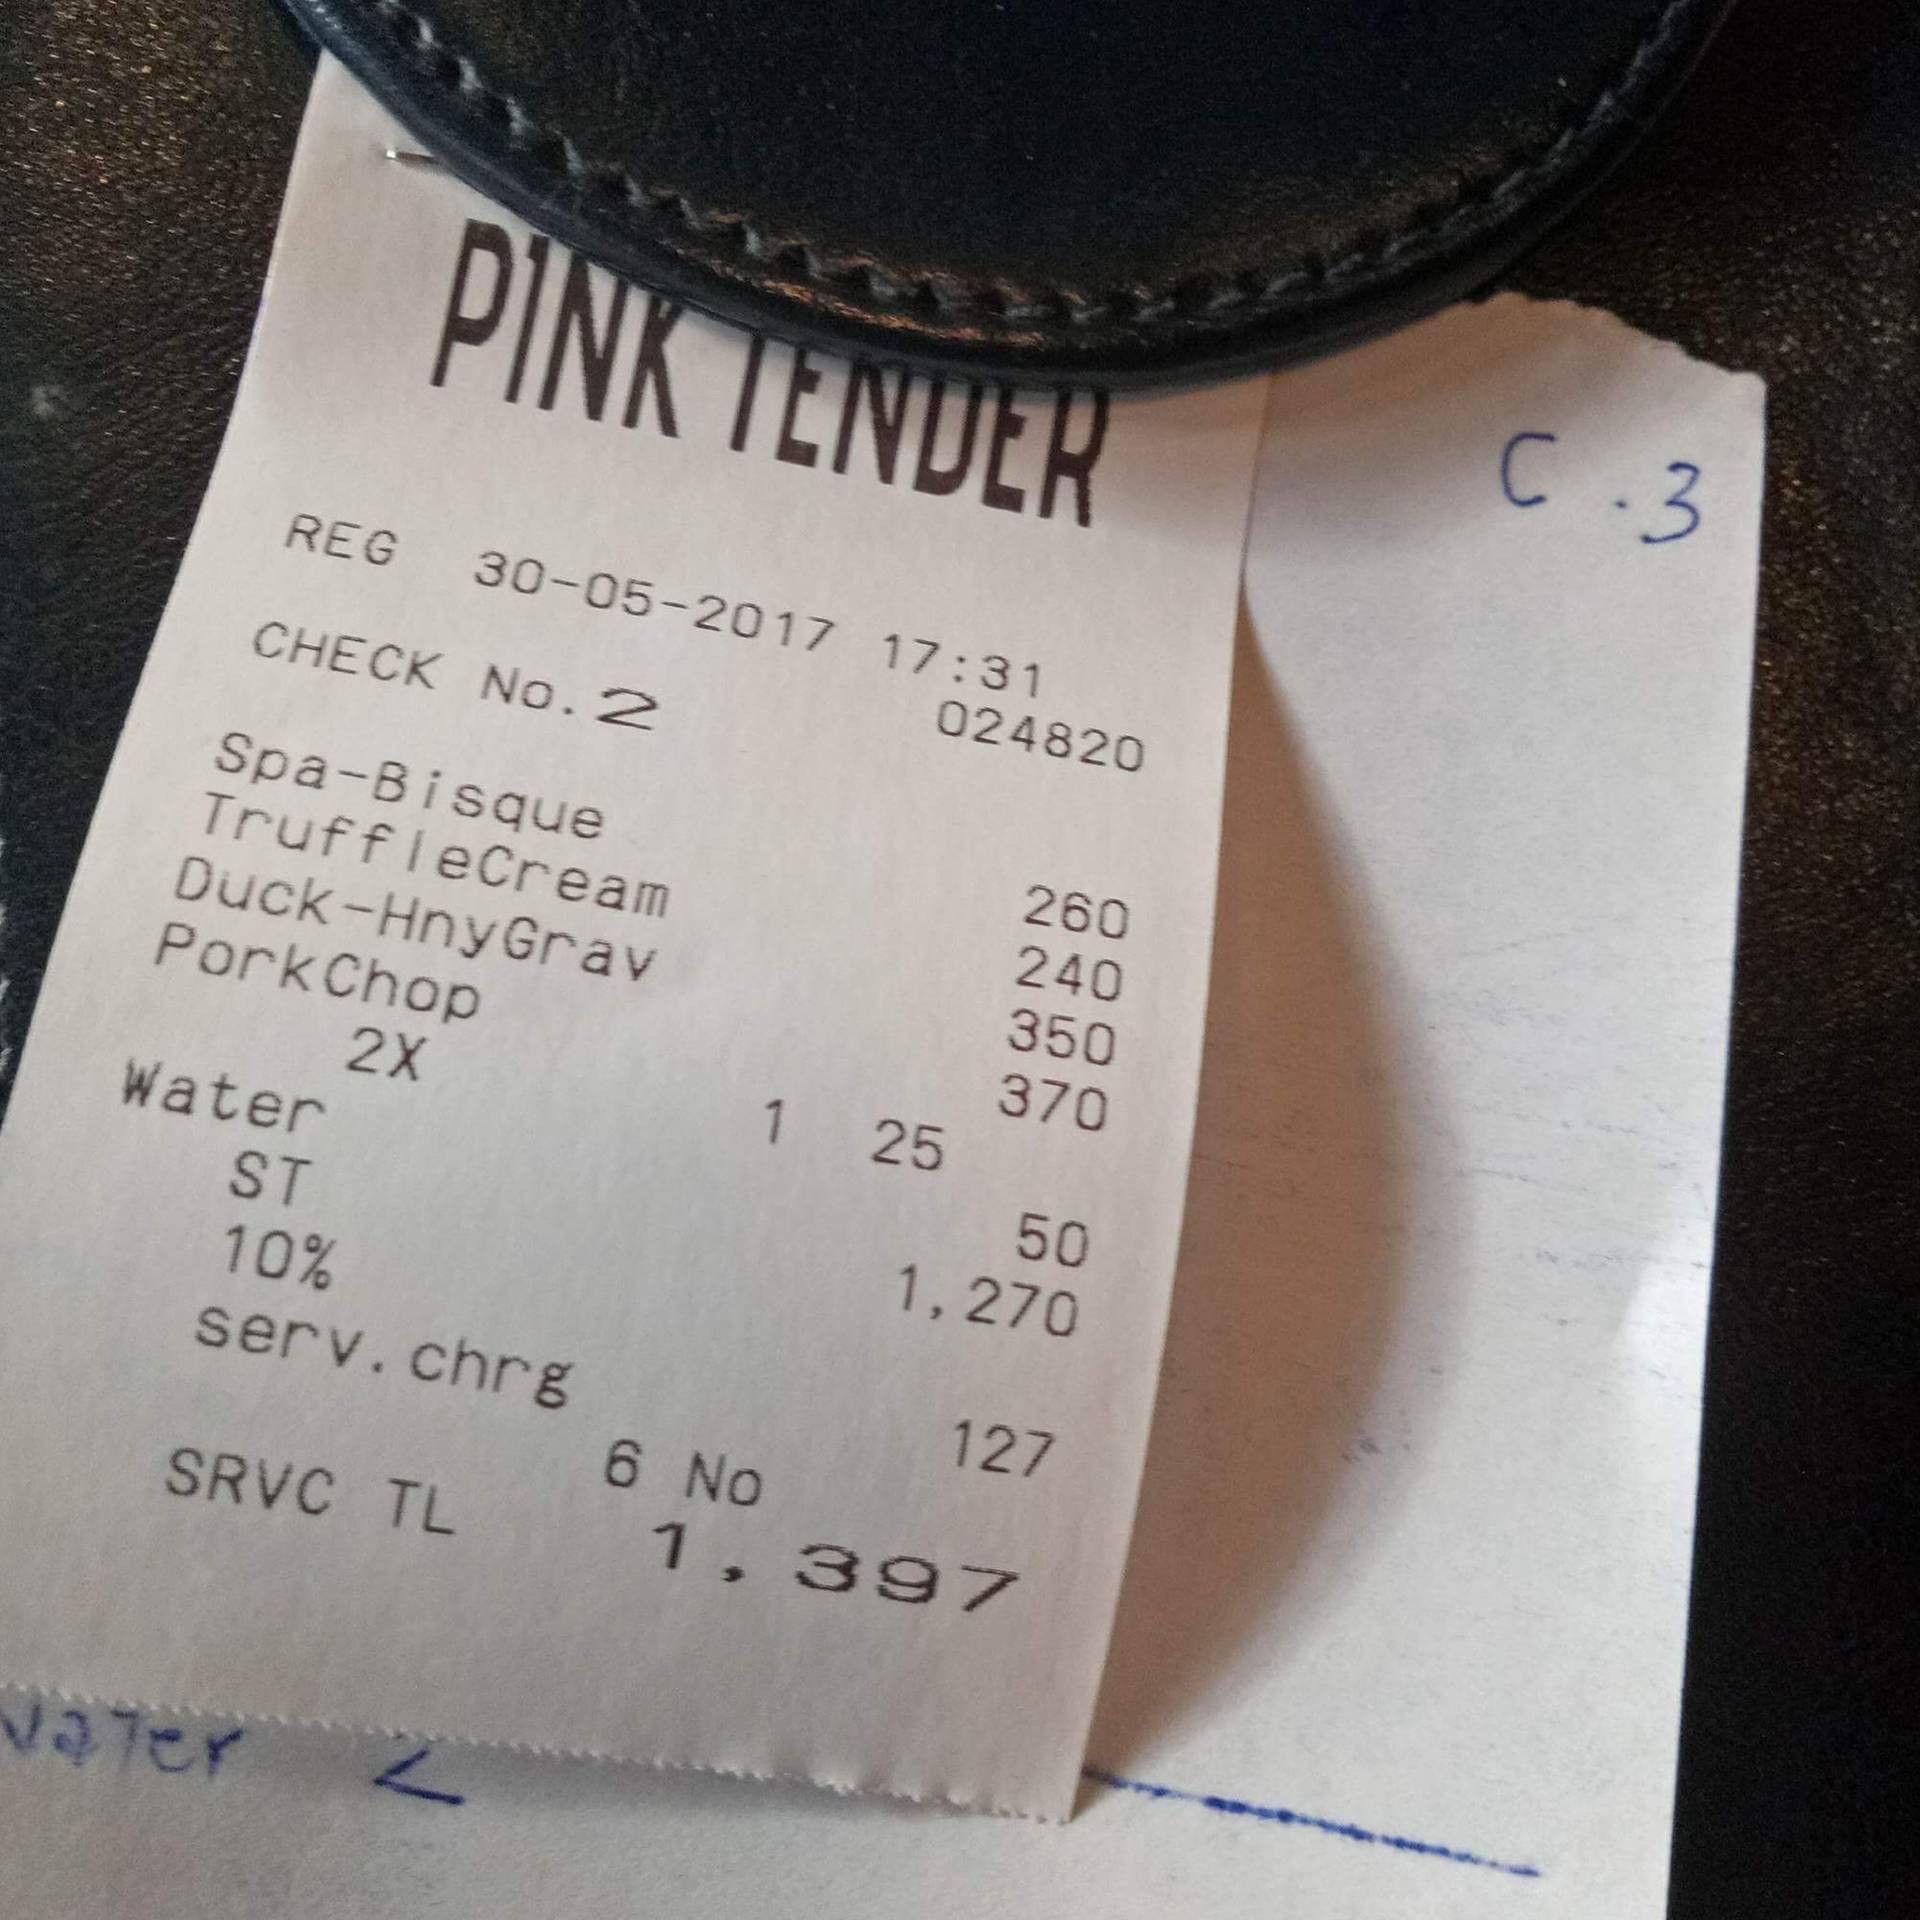 PINK TENDER
C.3
REG 30-05-2017 17:31
CHECK No.2 024820
Spa-Bisque 260
TruffleCream 240
Duck-HnyGrav 350
PorkChop 370
2X 1 25
Water 50
ST 1,270
10%
serv.chrg 127
6 No
SRVC TL 1,397
water